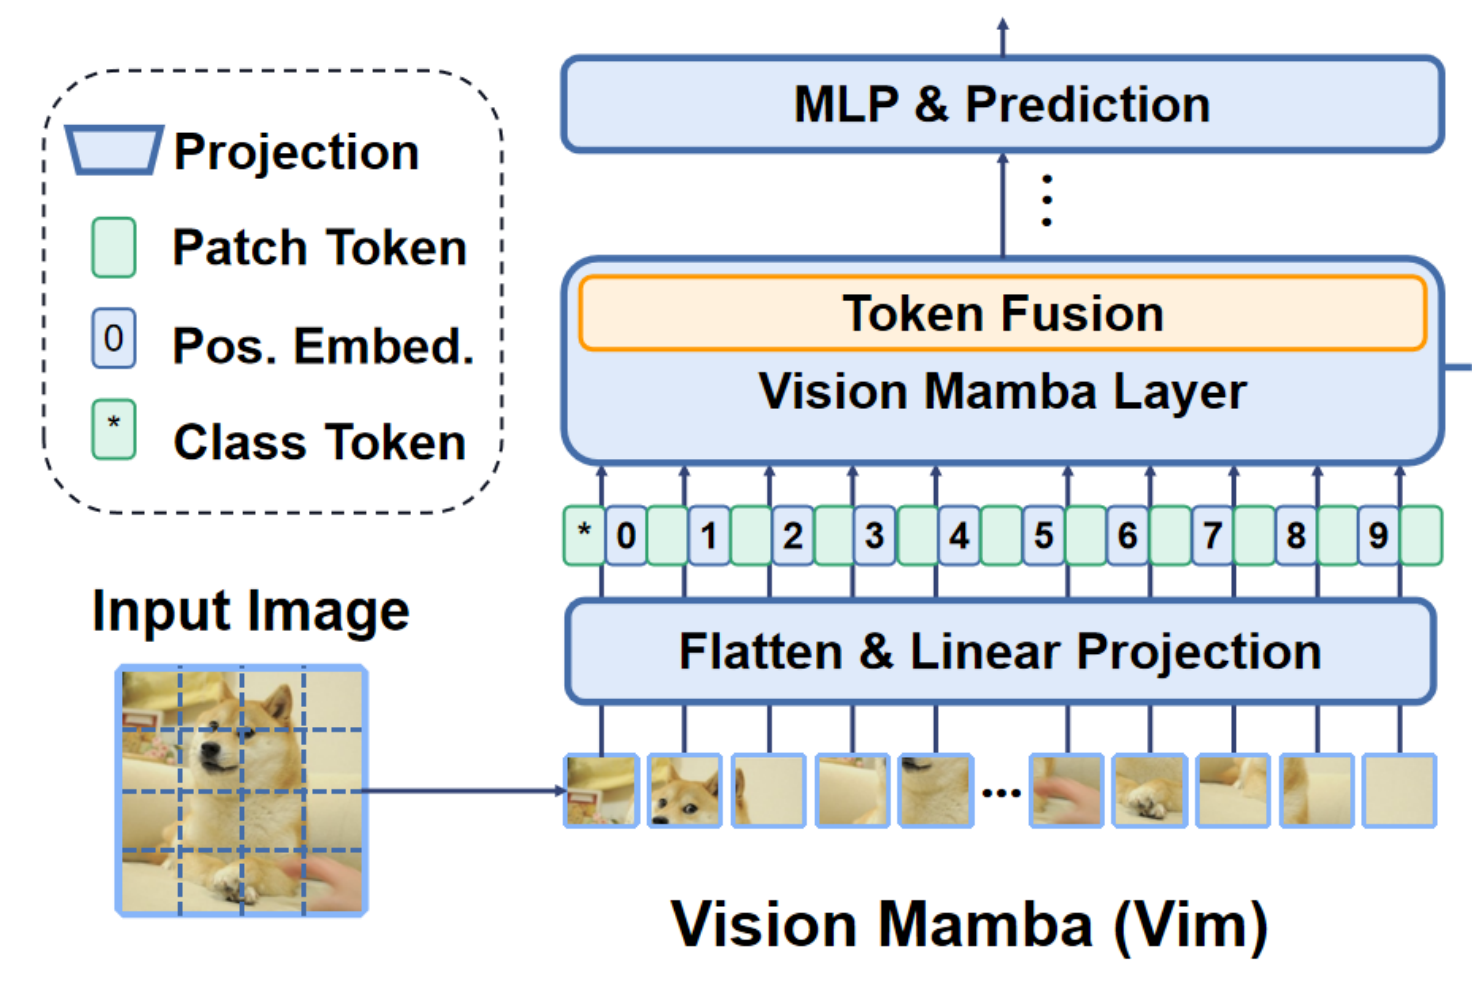 Projection
Patch Token
0 Pos. Embed.
* Class Token
Input Image
MLP & Prediction
⋮
Token Fusion
Vision Mamba Layer
* 0 1 2 3 4 5 6 7 8 9
Flatten & Linear Projection
...
Vision Mamba (Vim)